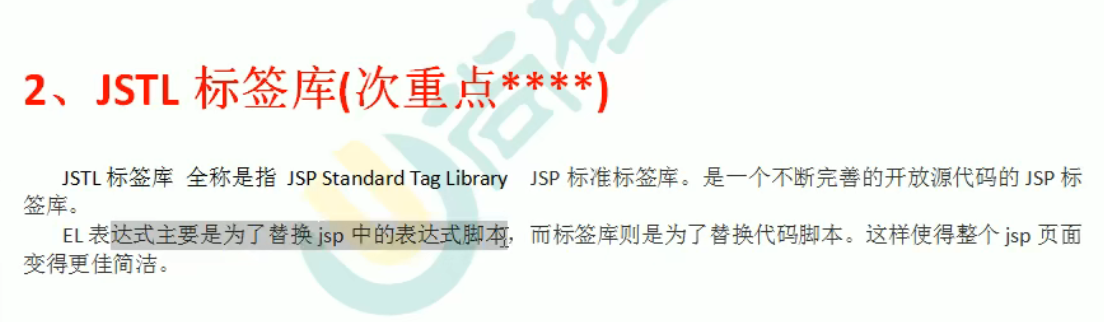 2、JSTL 标签库(次重点****)
JSTL 标签库 全称是指 JSP Standard Tag Library JSP 标准标签库。是一个不断完善的开放源代码的 JSP 标
签库。
EL 表达式主要是为了替换 jsp 中的表达式脚本，而标签库则是为了替换代码脚本。这样使得整个 jsp 页面
变得更佳简洁。